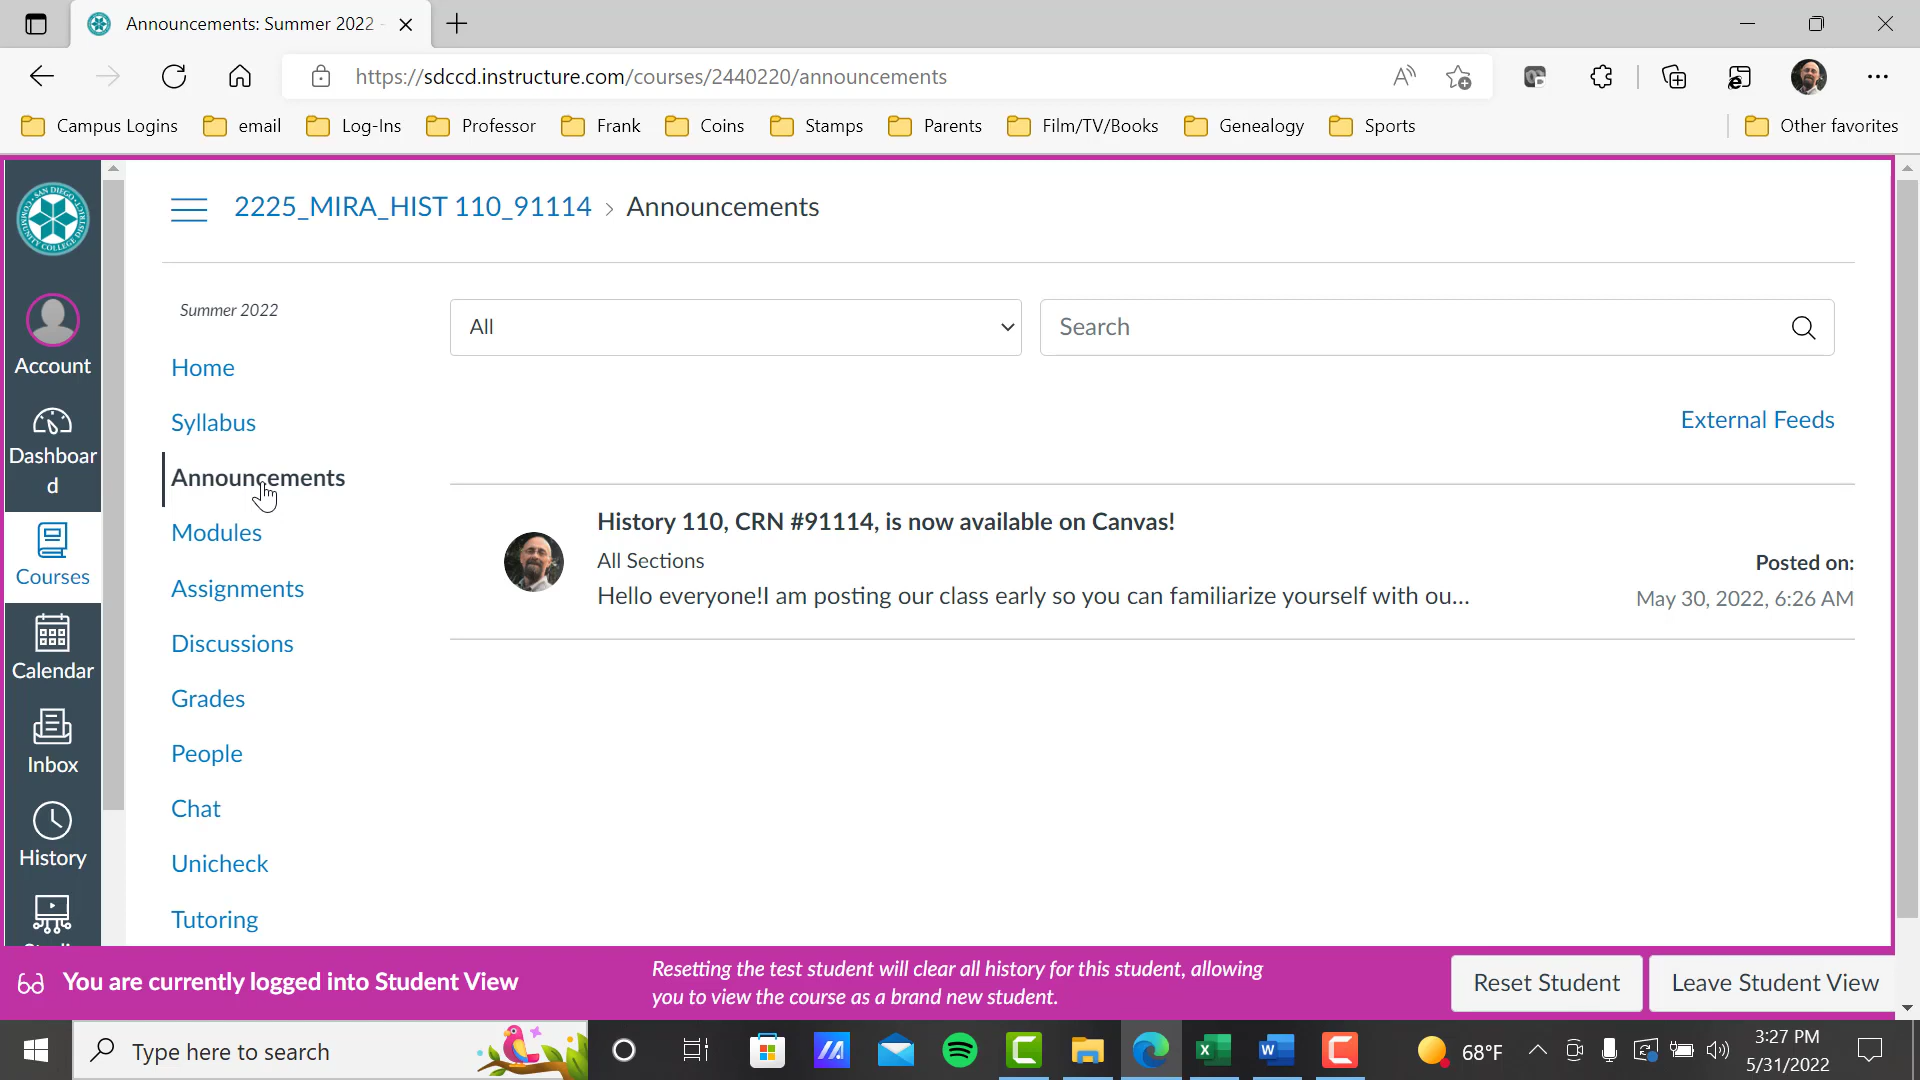 Announcements: Summer 2022 -
https://sdccd.instructure.com/courses/2440220/announcements
Campus Logins
email
Log-Ins
Professor
Frank
Coins
Stamps
Parents
Film/TV/Books
Genealogy
Sports
Other favorites
SAN DIEGO
COMMUNITY COLLEGE DISTRICT
2225_MIRA_HIST 110_91114 > Announcements
Account
Dashboar
d
Courses
Calendar
Inbox
History
Summer 2022
Home
Syllabus
Announcements
Modules
Assignments
Discussions
Grades
People
Chat
Unicheck
Tutoring
All
Search
External Feeds
History 110, CRN #91114, is now available on Canvas!
All Sections
Hello everyone!I am posting our class early so you can familiarize yourself with ou...
Posted on:
May 30, 2022, 6:26 AM
You are currently logged into Student View
Resetting the test student will clear all history for this student, allowing
you to view the course as a brand new student.
Reset Student
Leave Student View
Type here to search
68°F
3:27 PM
5/31/2022